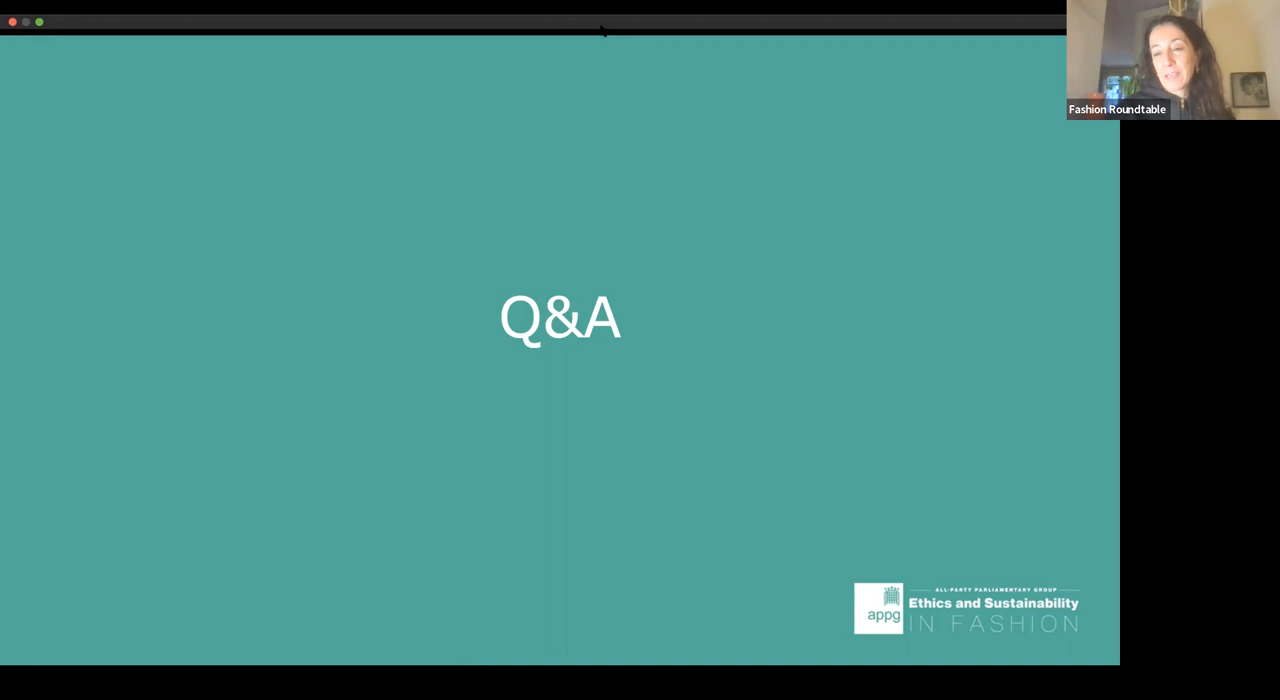 Fashion Roundtable
Q&A
appg
ALL-PARTY PARLIAMENTARY GROUP
Ethics and Sustainability
IN FASHION